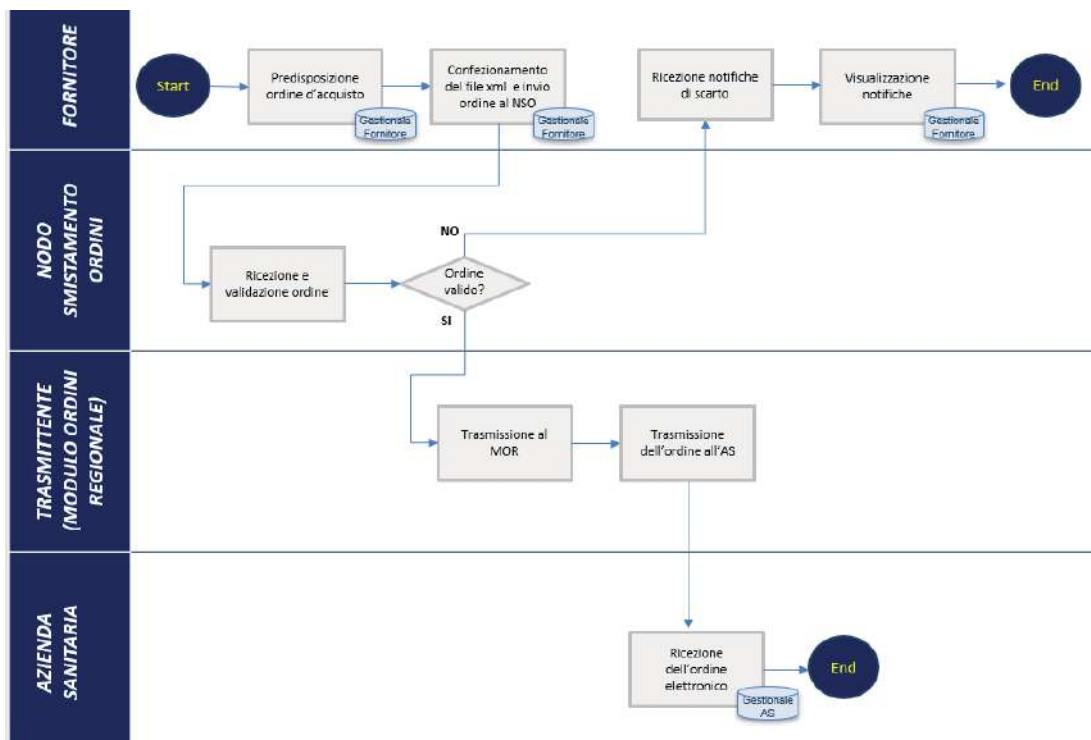 FORNITORE
Start
Predisposizione
ordine d'acquisto
Gestionale
Fornitore
Confezionamento
del file xml e invio
ordine al NSO
Gestionale
Fornitore
Ricezione notifiche
di scarto
Visualizzazione
notifiche
Gestionale
Fornitore
End
NODO
SMISTAMENTO
ORDINI
Ricezione e
validazione ordine
NO
Ordine
valido?
SI
TRASMITTENTE
(MODULO ORDINI
REGIONALE)
Trasmissione al
MOR
Trasmissione
dell'ordine all'AS
AZIENDA
SANITARIA
Ricezione
dell'ordine
elettronico
Gestionale
AS
End